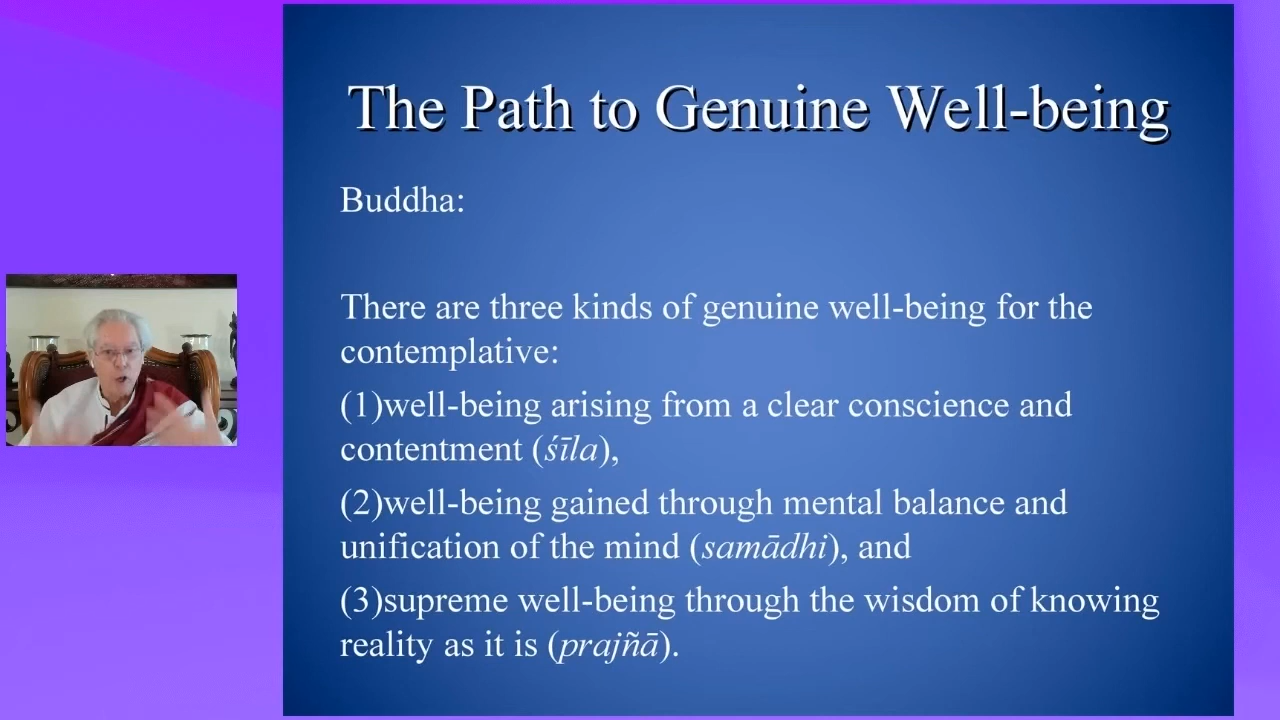 The Path to Genuine Well-being
Buddha:
There are three kinds of genuine well-being for the
contemplative:
(1)well-being arising from a clear conscience and
contentment (śīla),
(2)well-being gained through mental balance and
unification of the mind (samādhi), and
(3)supreme well-being through the wisdom of knowing
reality as it is (prajñā).